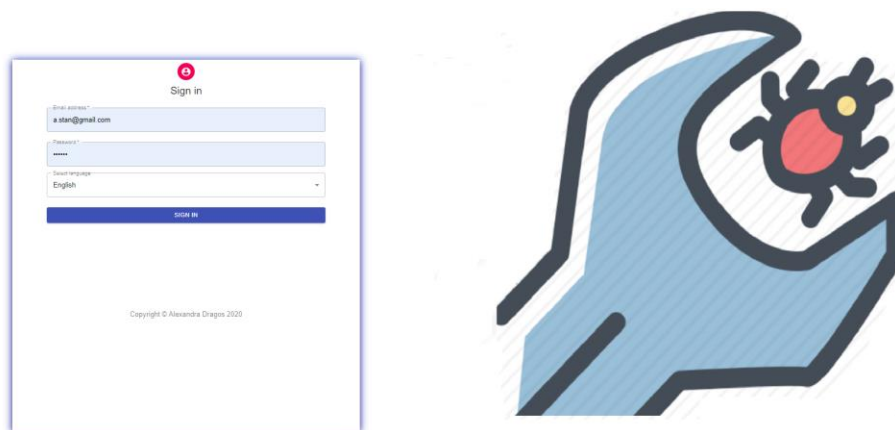 Sign in
Email address *
a.stan@gmail.com
Password *
••••••
Select language
English
SIGN IN
Copyright © Alexandra Dragos 2020